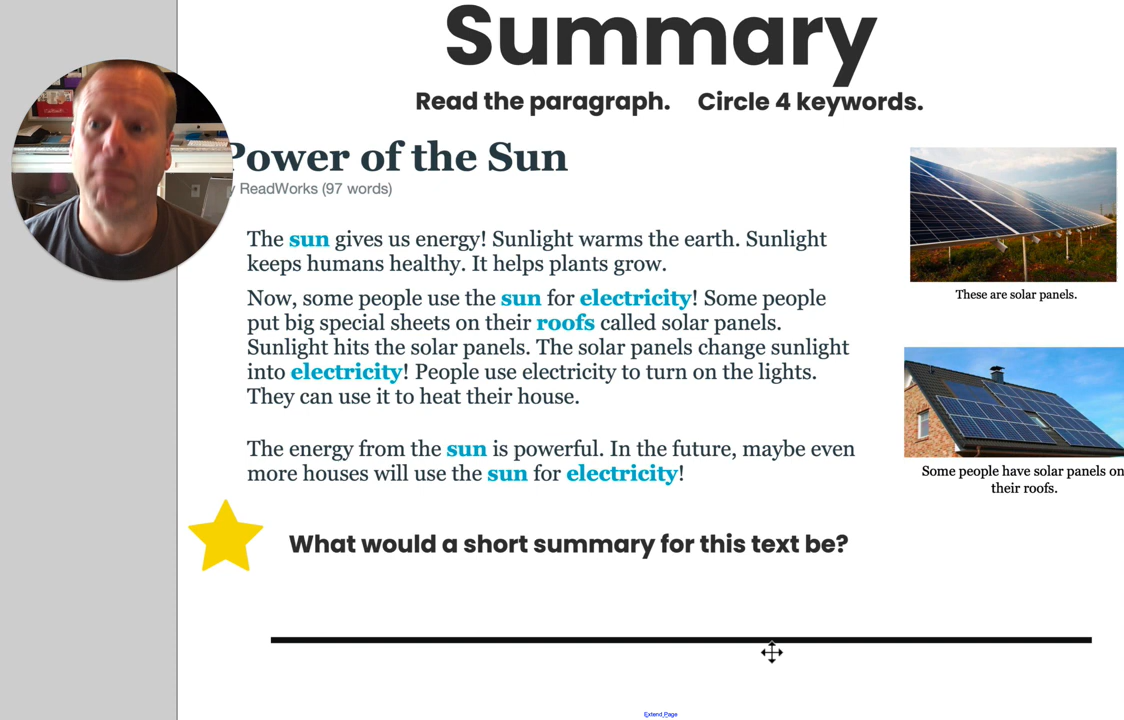 Summary
Read the paragraph. Circle 4 keywords.
Power of the Sun
y ReadWorks (97 words)
The sun gives us energy! Sunlight warms the earth. Sunlight
keeps humans healthy. It helps plants grow.
Now, some people use the sun for electricity! Some people
put big special sheets on their roofs called solar panels.
Sunlight hits the solar panels. The solar panels change sunlight
into electricity! People use electricity to turn on the lights.
They can use it to heat their house.
The energy from the sun is powerful. In the future, maybe even
more houses will use the sun for electricity!
These are solar panels.
Some people have solar panels on
their roofs.
What would a short summary for this text be?
Extend Page